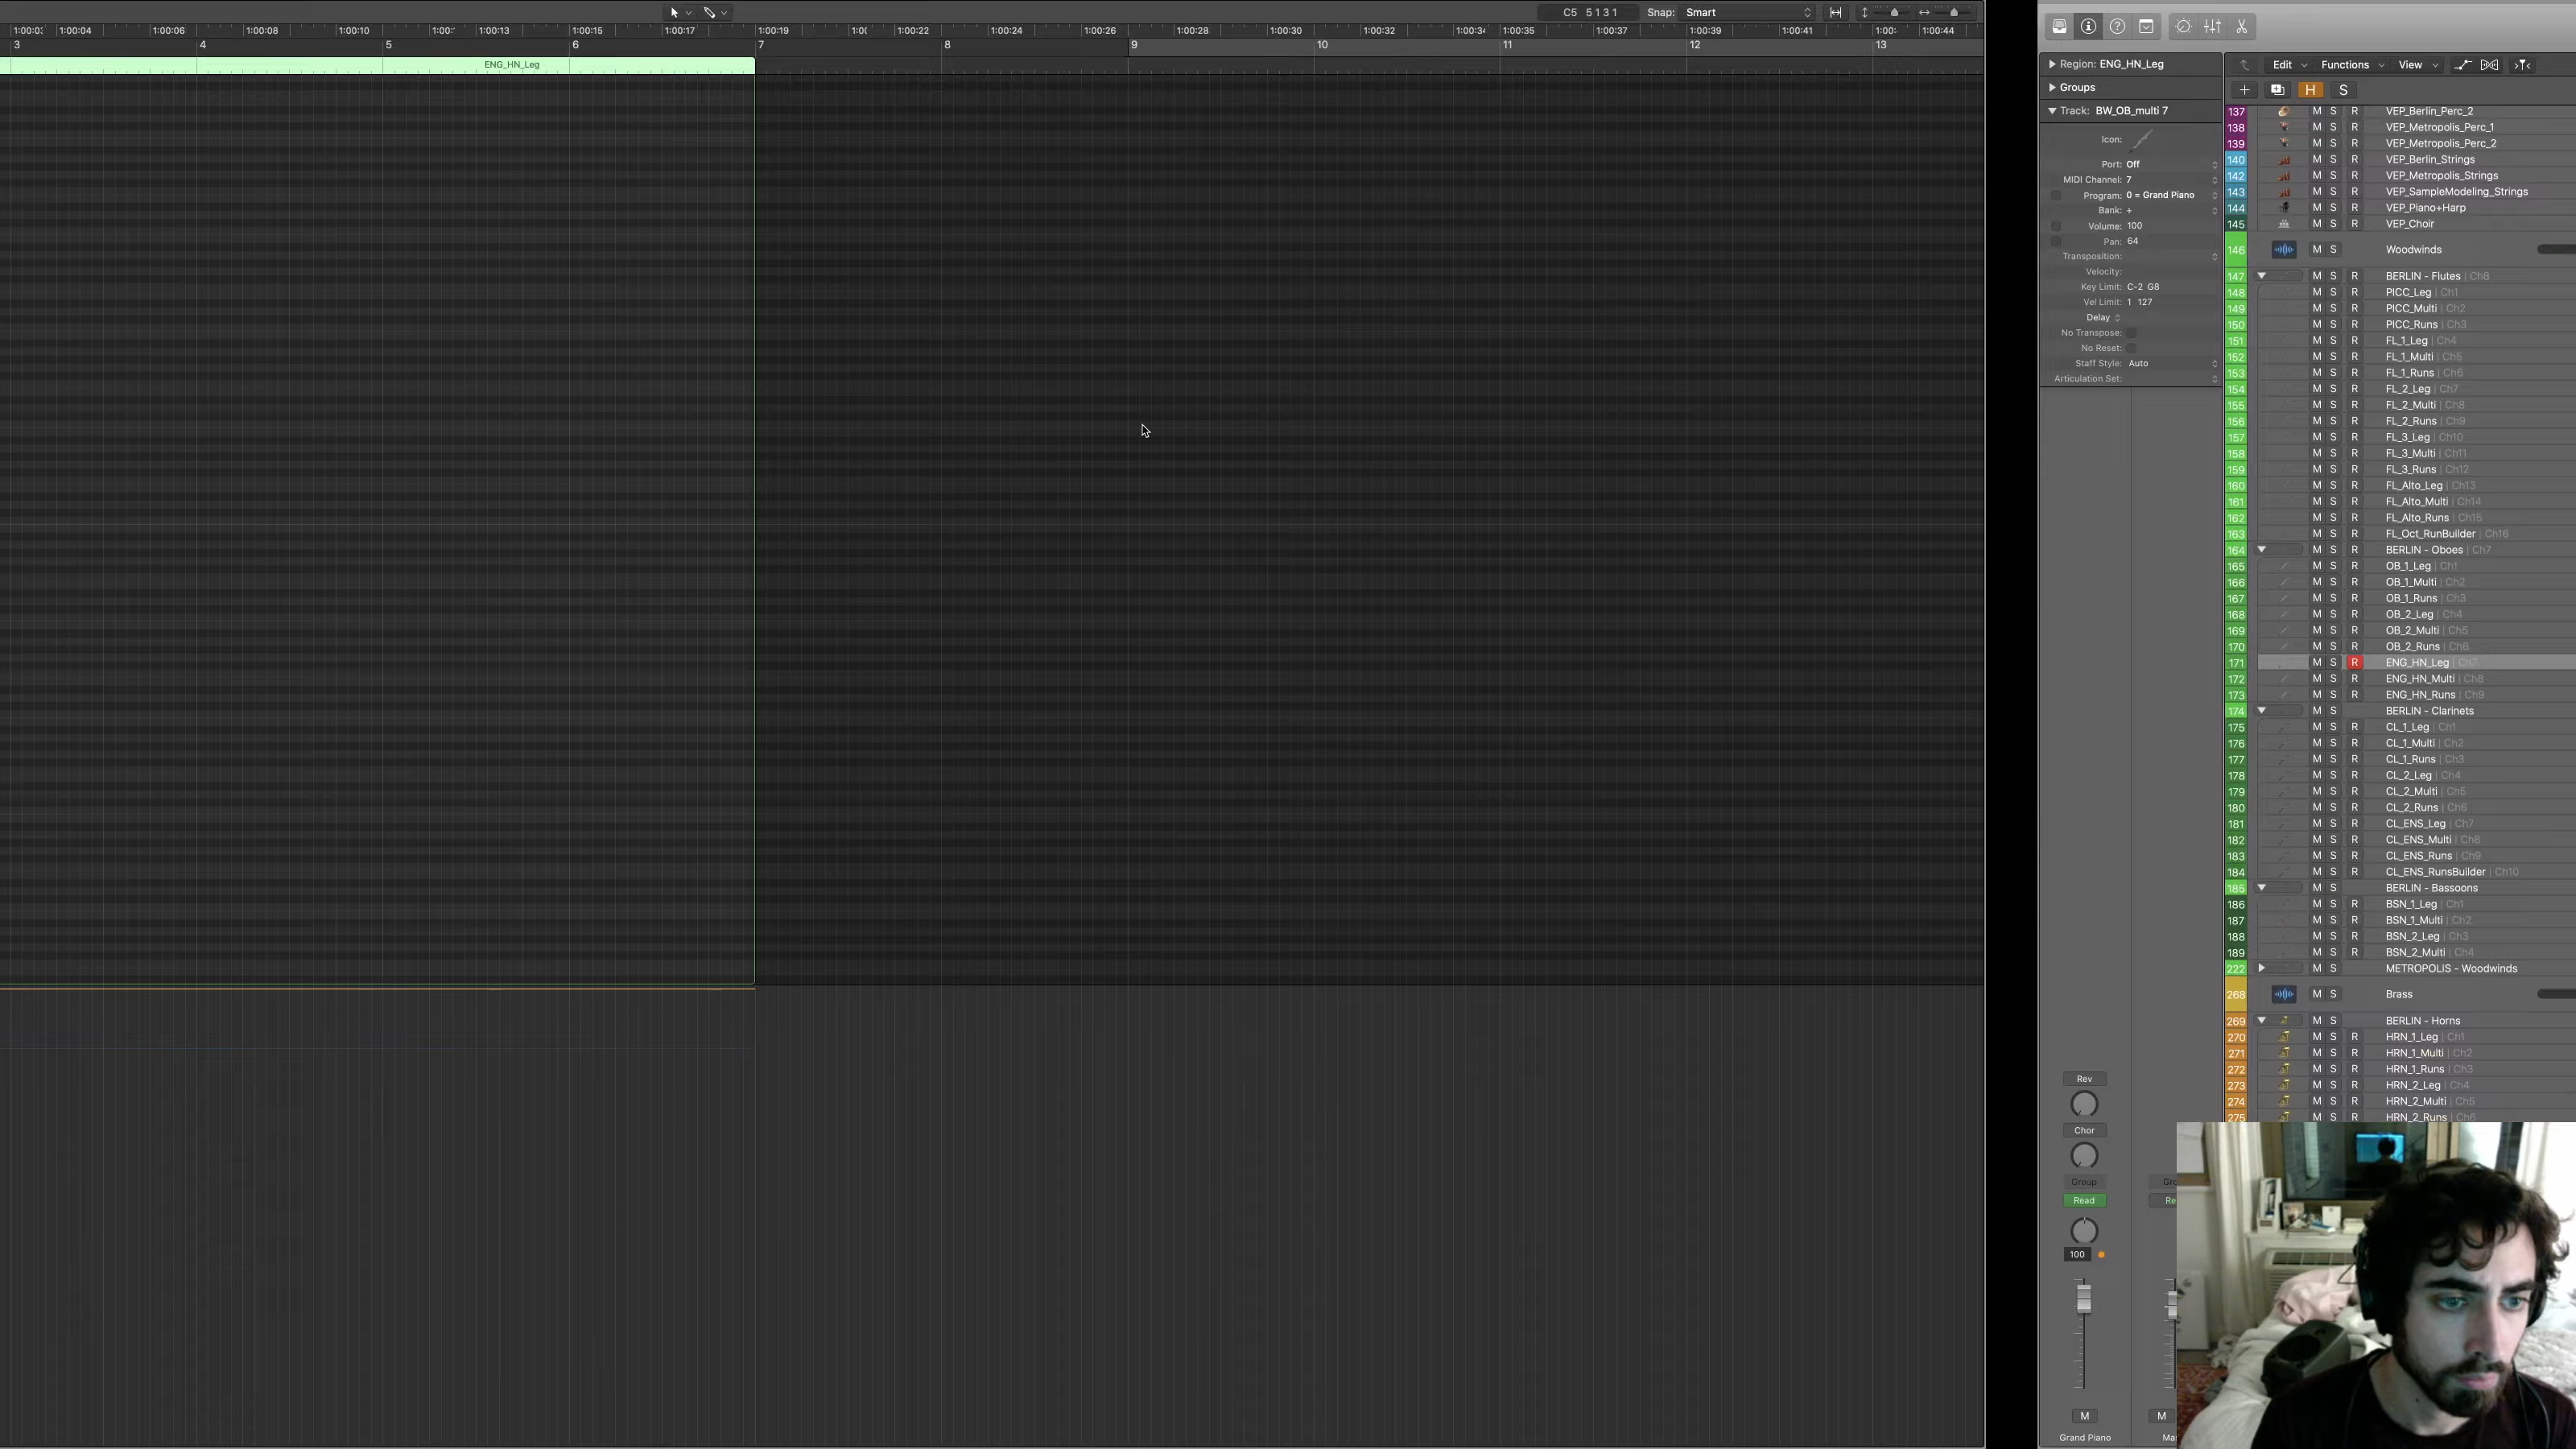 C5 5 1 3 1 Snap: Smart
1:00:04 1:00:06 1:00:08 1:00:10 1:00:13 1:00:15 1:00:17 1:00:19 1:00:22 1:00:24 1:00:26 1:00:28 1:00:30 1:00:32 1:00:35 1:00:37 1:00:39 1:00:41 1:00:44
3 4 5 6 7 8 9 10 11 12 13
ENG_HN_Leg
Region: ENG_HN_Leg
Groups
Track: BW_OB_multi 7
Icon:
Port: Off
MIDI Channel: 7
Program: 0 = Grand Piano
Bank: +
Volume: 100
Pan: 64
Transposition:
Velocity:
Key Limit: C-2 G8
Vel Limit: 1 127
Delay
No Transpose:
No Reset:
Staff Style: Auto
Articulation Set:
Rev
Chor
Group
Read
100
M M
Grand Piano
Edit Functions View
H S
137 M S R VEP_Berlin_Perc_2
138 M S R VEP_Metropolis_Perc_1
139 M S R VEP_Metropolis_Perc_2
140 M S R VEP_Berlin_Strings
142 M S R VEP_Metropolis_Strings
143 M S R VEP_SampleModeling_Strings
144 M S R VEP_Piano+Harp
145 M S R VEP_Choir
146 M S Woodwinds
147 M S R BERLIN - Flutes | Ch8
148 M S R PICC_Leg | Ch1
149 M S R PICC_Multi | Ch2
150 M S R PICC_Runs | Ch3
151 M S R FL_1_Leg | Ch4
152 M S R FL_1_Multi | Ch5
153 M S R FL_1_Runs | Ch6
154 M S R FL_2_Leg | Ch7
155 M S R FL_2_Multi | Ch8
156 M S R FL_2_Runs | Ch9
157 M S R FL_3_Leg | Ch10
158 M S R FL_3_Multi | Ch11
159 M S R FL_3_Runs | Ch12
160 M S R FL_Alto_Leg | Ch13
161 M S R FL_Alto_Multi | Ch14
162 M S R FL_Alto_Runs | Ch15
163 M S R FL_Oct_RunBuilder | Ch16
164 M S R BERLIN - Oboes | Ch7
165 M S R OB_1_Leg | Ch1
166 M S R OB_1_Multi | Ch2
167 M S R OB_1_Runs | Ch3
168 M S R OB_2_Leg | Ch4
169 M S R OB_2_Multi | Ch5
170 M S R OB_2_Runs | Ch6
171 M S R ENG_HN_Leg | Ch7
172 M S R ENG_HN_Multi | Ch8
173 M S R ENG_HN_Runs | Ch9
174 M S BERLIN - Clarinets
175 M S R CL_1_Leg | Ch1
176 M S R CL_1_Multi | Ch2
177 M S R CL_1_Runs | Ch3
178 M S R CL_2_Leg | Ch4
179 M S R CL_2_Multi | Ch5
180 M S R CL_2_Runs | Ch6
181 M S R CL_ENS_Leg | Ch7
182 M S R CL_ENS_Multi | Ch8
183 M S R CL_ENS_Runs | Ch9
184 M S R CL_ENS_RunsBuilder | Ch10
185 M S BERLIN - Bassoons
186 M S R BSN_1_Leg | Ch1
187 M S R BSN_1_Multi | Ch2
188 M S R BSN_2_Leg | Ch3
189 M S R BSN_2_Multi | Ch4
222 M S METROPOLIS - Woodwinds
268 M S Brass
269 M S BERLIN - Horns
270 M S R HRN_1_Leg | Ch1
271 M S R HRN_1_Multi | Ch2
272 M S R HRN_1_Runs | Ch3
273 M S R HRN_2_Leg | Ch4
274 M S R HRN_2_Multi | Ch5
275 M S R HRN_2_Runs | Ch6